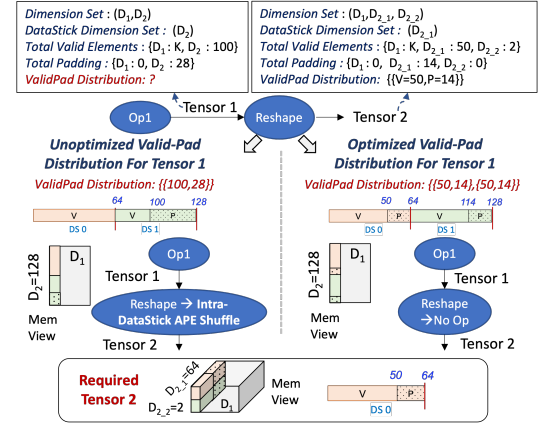 Dimension Set : (D1,D2)
DataStick Dimension Set : (D2)
Total Valid Elements : {D1: K, D2 : 100}
Total Padding : {D1: 0, D2 : 28}
ValidPad Distribution: ?
Dimension Set : (D1,D2_1, D2_2)
DataStick Dimension Set: (D2_1)
Total Valid Elements : {D1: K, D2_1 : 50, D2_2 : 2}
Total Padding : {D1: 0, D2_1 : 14, D2_2 : 0}
ValidPad Distribution: {{V=50,P=14}}
Op1
Tensor 1
Reshape
Tensor 2
Unoptimized Valid-Pad
Distribution For Tensor 1
ValidPad Distribution: {{100,28}}
64
100
128
V
V
P
DS 0
DS 1
D2=128
D1
Mem
View
Op1
Tensor 1
Reshape → Intra-
DataStick APE Shuffle
Tensor 2
Optimized Valid-Pad
Distribution For Tensor 1
ValidPad Distribution: {{50,14},{50,14}}
50
64
114
128
V
P
V
P
DS 0
DS 1
D2=128
D1
Mem
View
Op1
Tensor 1
Reshape
→No Op
Tensor 2
Required
Tensor 2
D2_1=64
D2_2=2
D1
Mem
View
50
64
V
P
DS 0